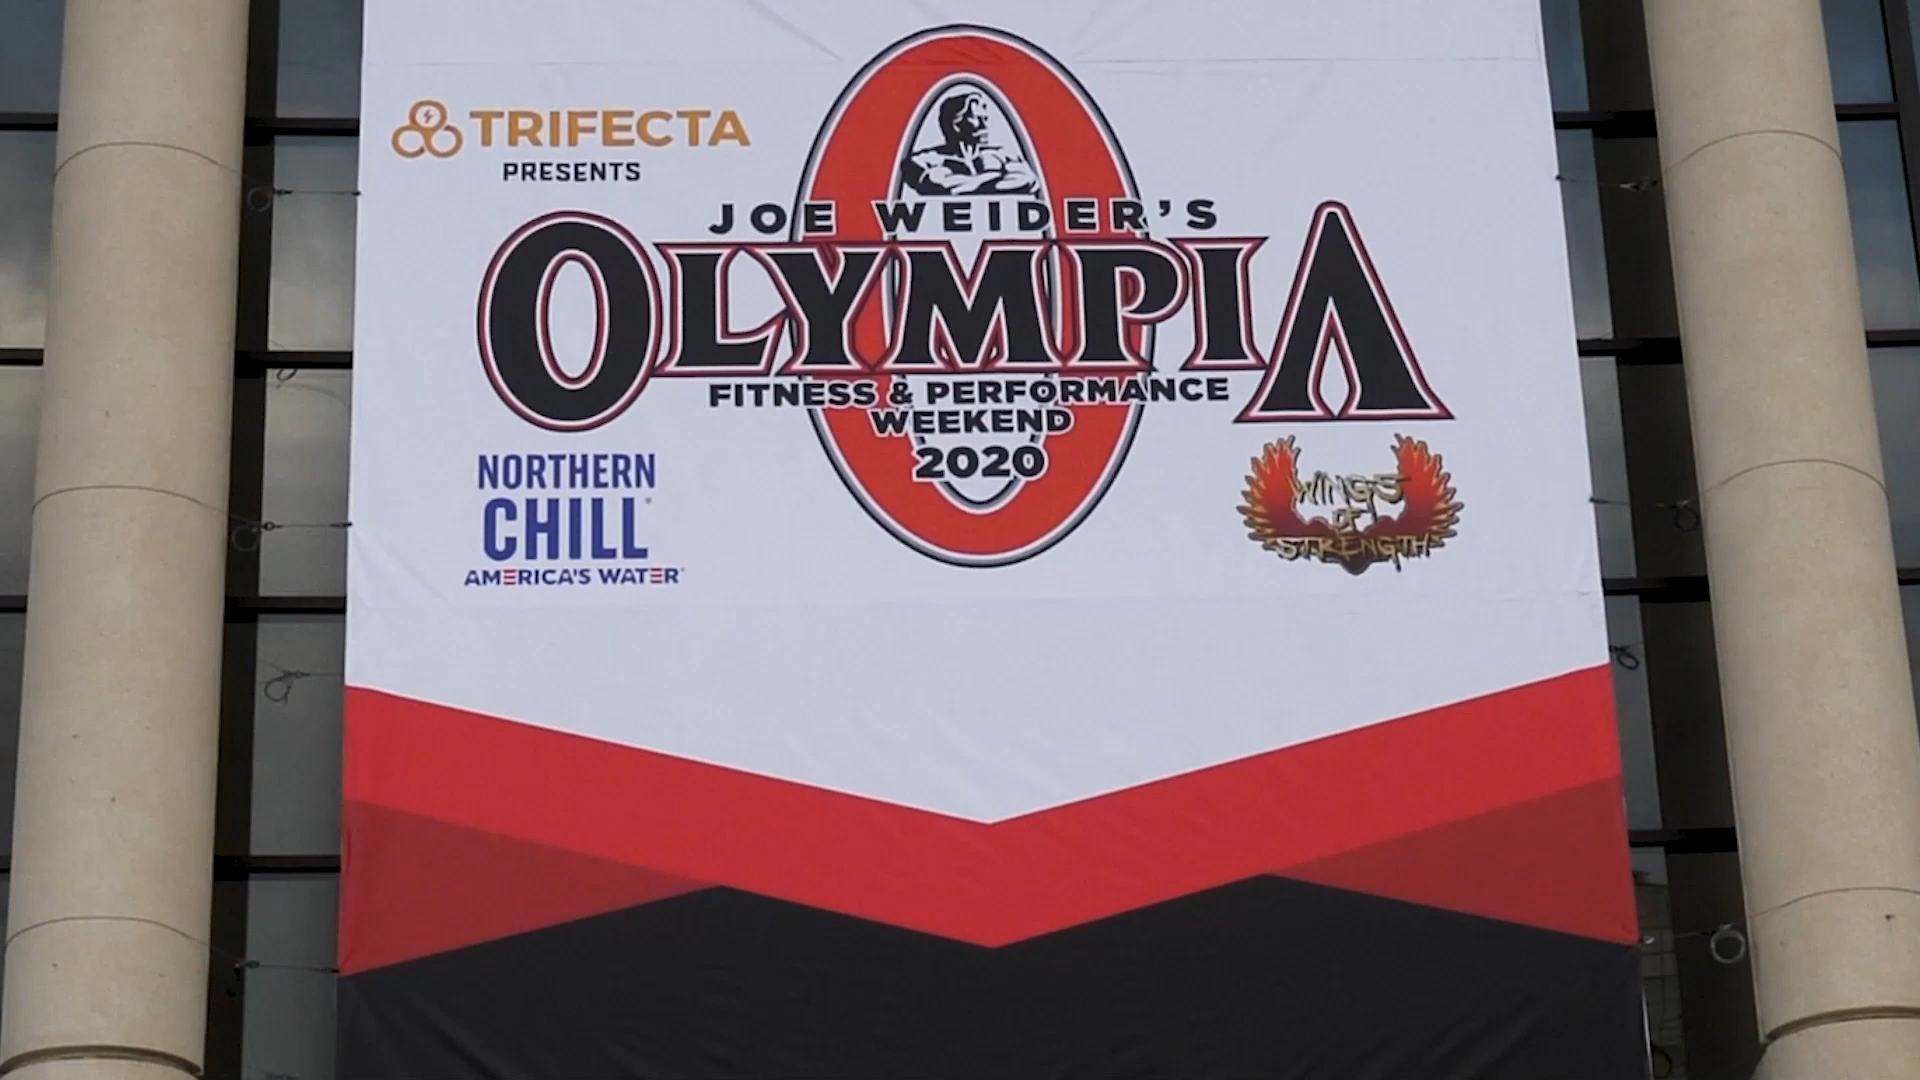 TRIFECTA
PRESENTS
JOE WEIDER'S
OLYMPIA
FITNESS & PERFORMANCE
WEEKEND
2020
NORTHERN
CHILL®
AMERICA'S WATER
WINGS
OF
STRENGTH